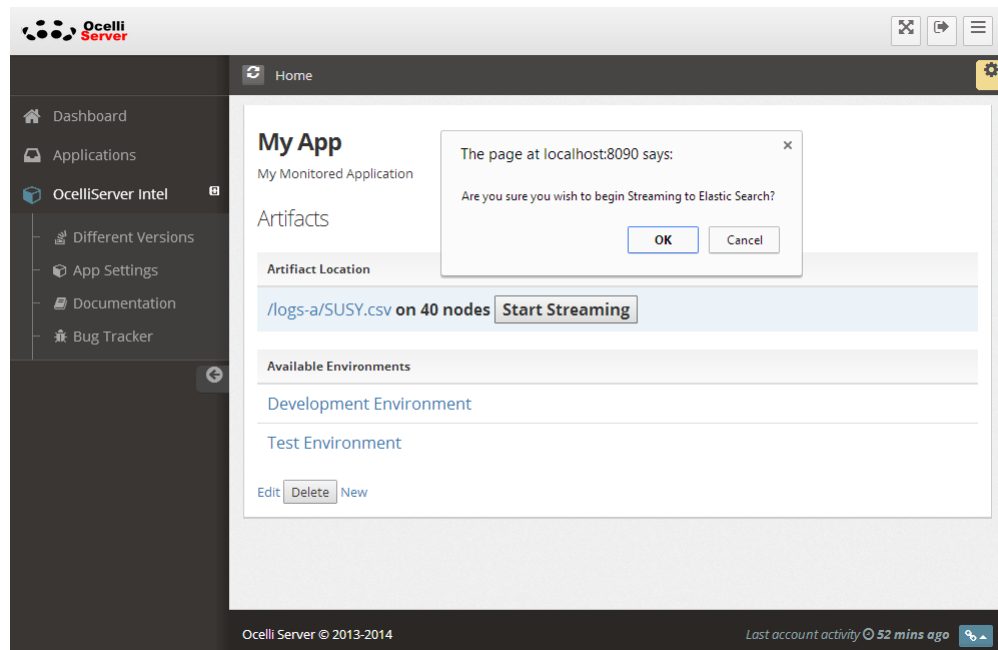 Ocelli
Server
Home
Dashboard
Applications
OcelliServer Intel
Different Versions
App Settings
Documentation
Bug Tracker
My App
My Monitored Application
Artifacts
The page at localhost:8090 says:
Are you sure you wish to begin Streaming to Elastic Search?
OK Cancel
Artifiact Location
/logs-a/SUSY.csv on 40 nodes Start Streaming
Available Environments
Development Environment
Test Environment
Edit Delete New
Ocelli Server © 2013-2014 Last account activity 52 mins ago